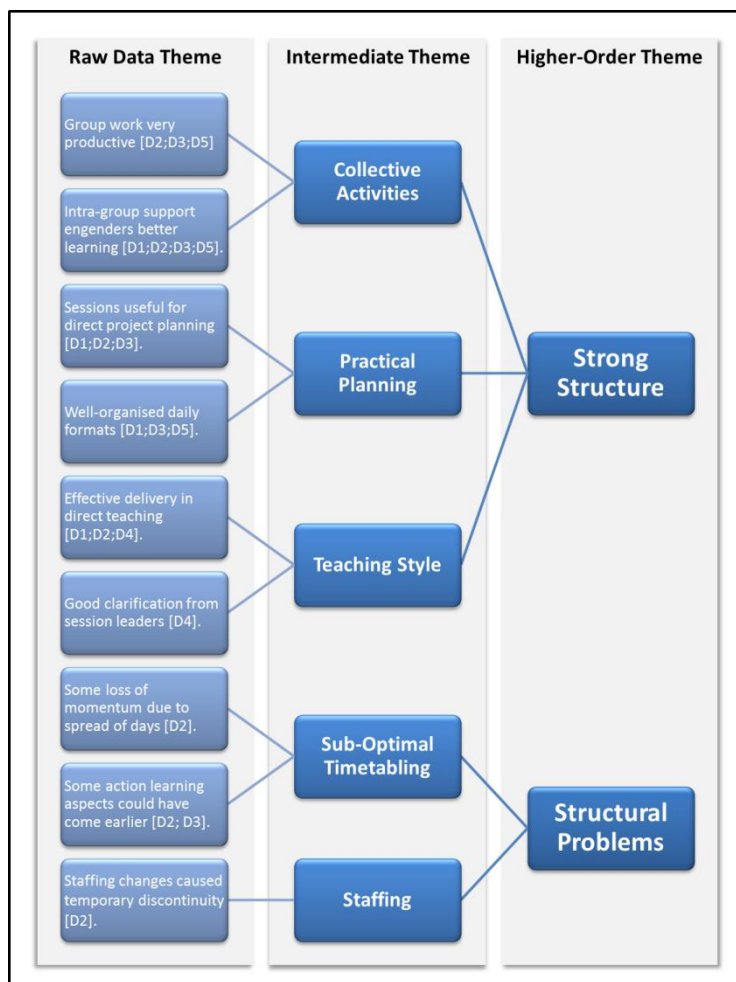 Raw Data Theme
Intermediate Theme
Higher-Order Theme
Group work very
productive [D2;D3;D5]
Intra-group support
engenders better
learning [D1;D2;D3;D5].
Sessions useful for
direct project planning
[D1;D2;D3].
Well-organised daily
formats [D1;D3;D5].
Effective delivery in
direct teaching
[D1;D2;D4].
Good clarification from
session leaders [D4].
Some loss of
momentum due to
spread of days [D2].
Some action learning
aspects could have
come earlier [D2; D3].
Staffing changes caused
temporary discontinuity
[D2].
Collective
Activities
Practical
Planning
Teaching Style
Sub-Optimal
Timetabling
Staffing
Strong
Structure
Structural
Problems